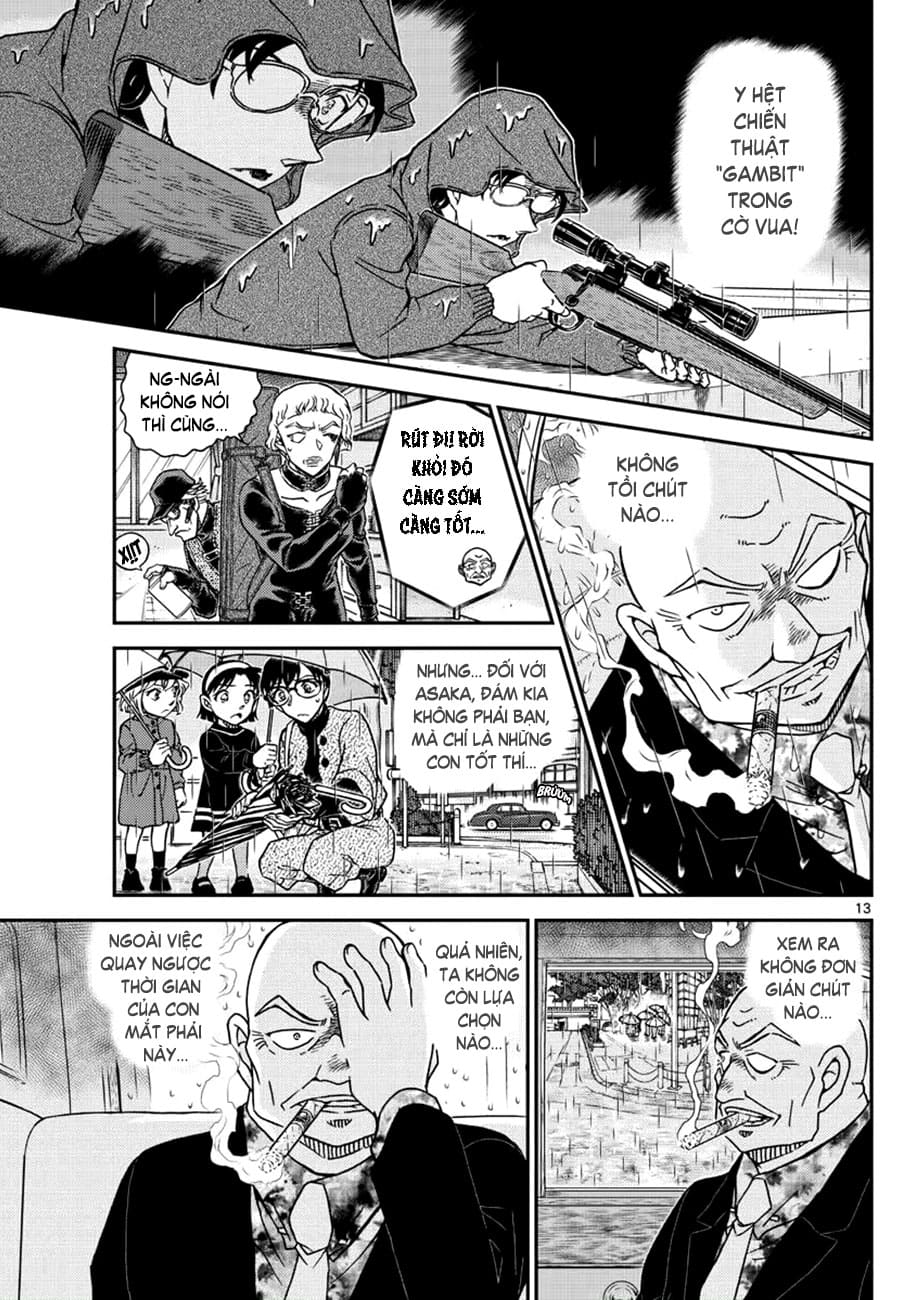 Y HỆT
CHIẾN
THUẬT
"GAMBIT"
TRONG
CỜ VUA!
KHÔNG
TỒI CHÚT
NÀO...
RÚT ĐI! RỜI
KHỎI ĐÓ
CÀNG SỚM
CÀNG TỐT...
NG-NGÀI
KHÔNG NÓI
THÌ CŨNG...
XỊIT
NHƯNG... ĐỐI VỚI
ASAKA, ĐÁM KIA
KHÔNG PHẢI BẠN,
MÀ CHỈ LÀ NHỮNG
CON TỐT THÍ...
BRÙUM
13
XEM RA
KHÔNG ĐƠN
GIẢN CHÚT
NÀO...
QUẢ NHIÊN,
TA KHÔNG
CÒN LỰA
CHỌN NÀO...
NGOÀI VIỆC
QUAY NGƯỢC
THỜI GIAN
CỦA CON
MẮT PHẢI
NÀY...